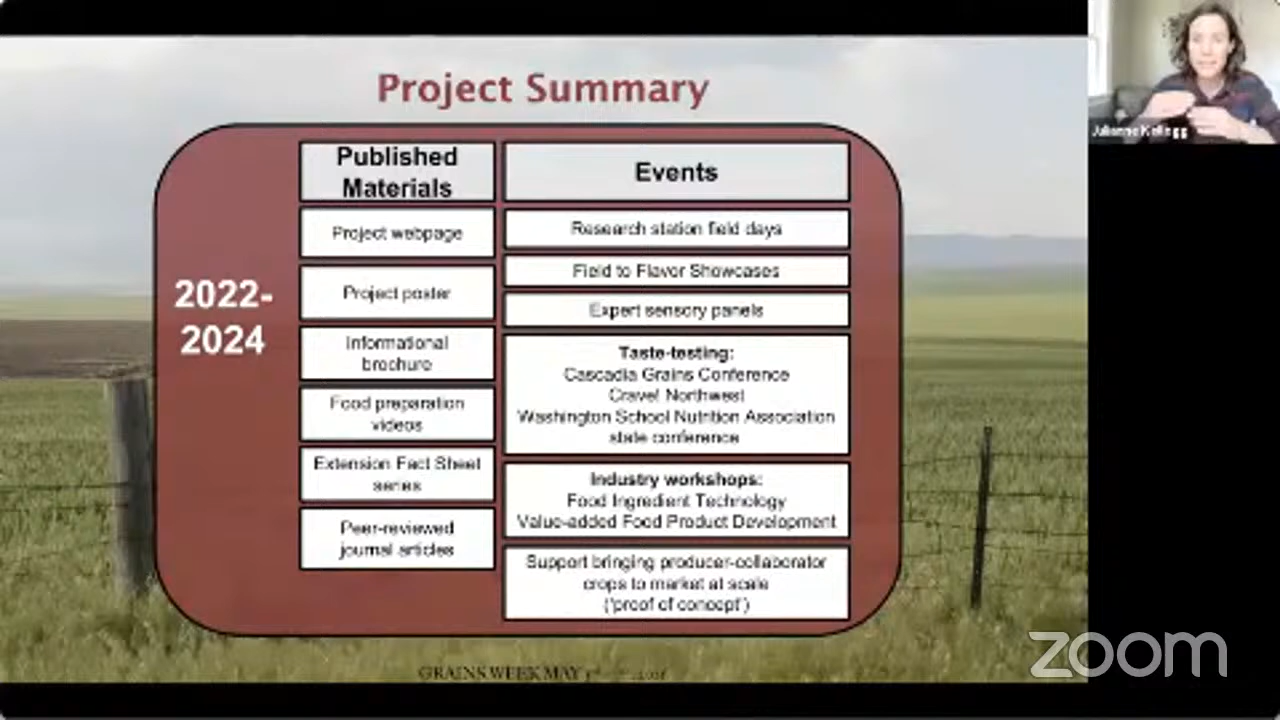 Project Summary
Published
Materials
Events
2022-
2024
Project webpage
Project poster
Informational
brochure
Food preparation
videos
Extension Fact Sheet
series
Peer-reviewed
journal articles
Research station field days
Field to Flavor Showcases
Expert sensory panels
Taste-testing:
Cascadia Grains Conference
Crave! Northwest
Washington School Nutrition Association
state conference
Industry workshops:
Food Ingredient Technology
Value-added Food Product Development
Support bringing producer-collaborator
crops to market at scale
('proof of concept')
GRAINS WEEK MAY
Julianne Kellogg
zoom